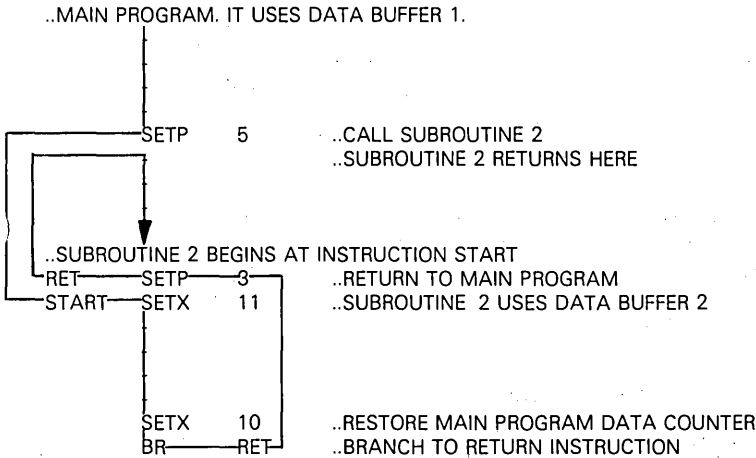 ..MAIN PROGRAM. IT USES DATA BUFFER 1.
SETP 5 ..CALL SUBROUTINE 2
..SUBROUTINE 2 RETURNS HERE
..SUBROUTINE 2 BEGINS AT INSTRUCTION START
RET SETP 3 ..RETURN TO MAIN PROGRAM
START SETX 11 ..SUBROUTINE 2 USES DATA BUFFER 2
SETX 10 ..RESTORE MAIN PROGRAM DATA COUNTER
BR RET ..BRANCH TO RETURN INSTRUCTION